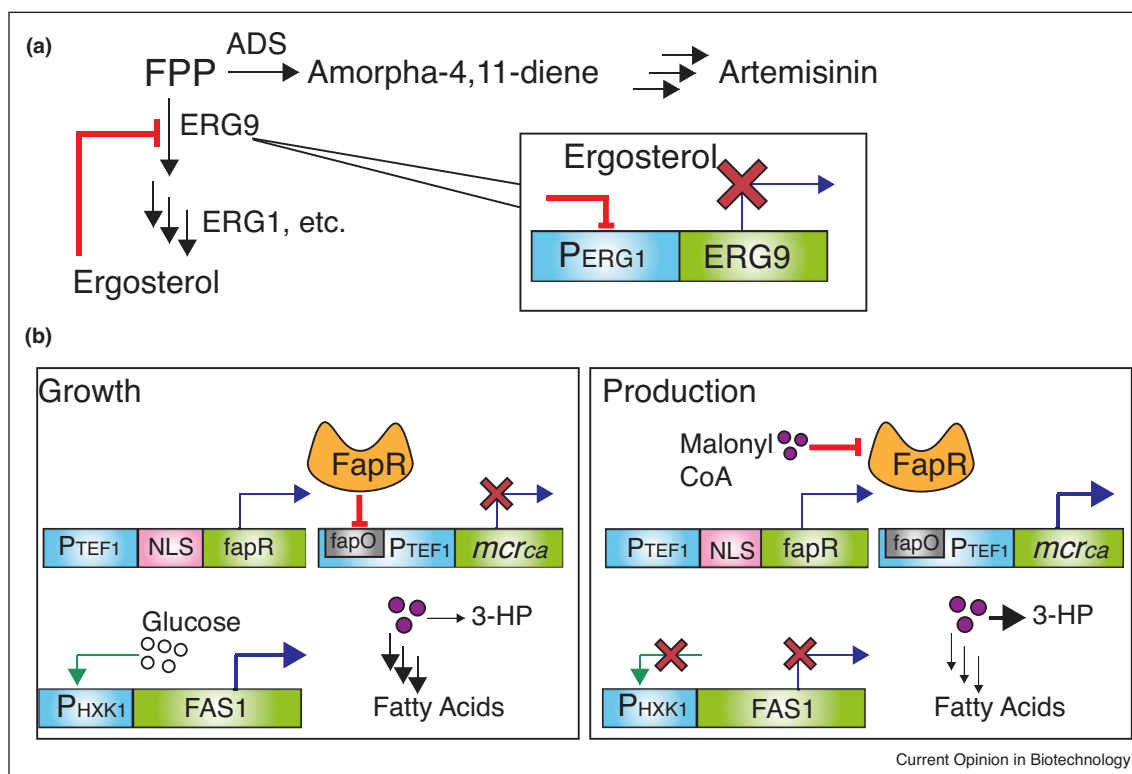 (a)
ADS
FPP
Amorpha-4,11-diene
Artemisinin
ERG9
ERG1, etc.
Ergosterol
Ergosterol
PERG1
ERG9
(b)
Growth
FapR
PTEF1
NLS
fapR
fapO
PTEF1
mcrca
Glucose
3-HP
PHXK1
FAS1
Fatty Acids
Production
Malonyl
CoA
FapR
PTEF1
NLS
fapR
fapO
PTEF1
mcrca
3-HP
PHXK1
FAS1
Fatty Acids
Current Opinion in Biotechnology